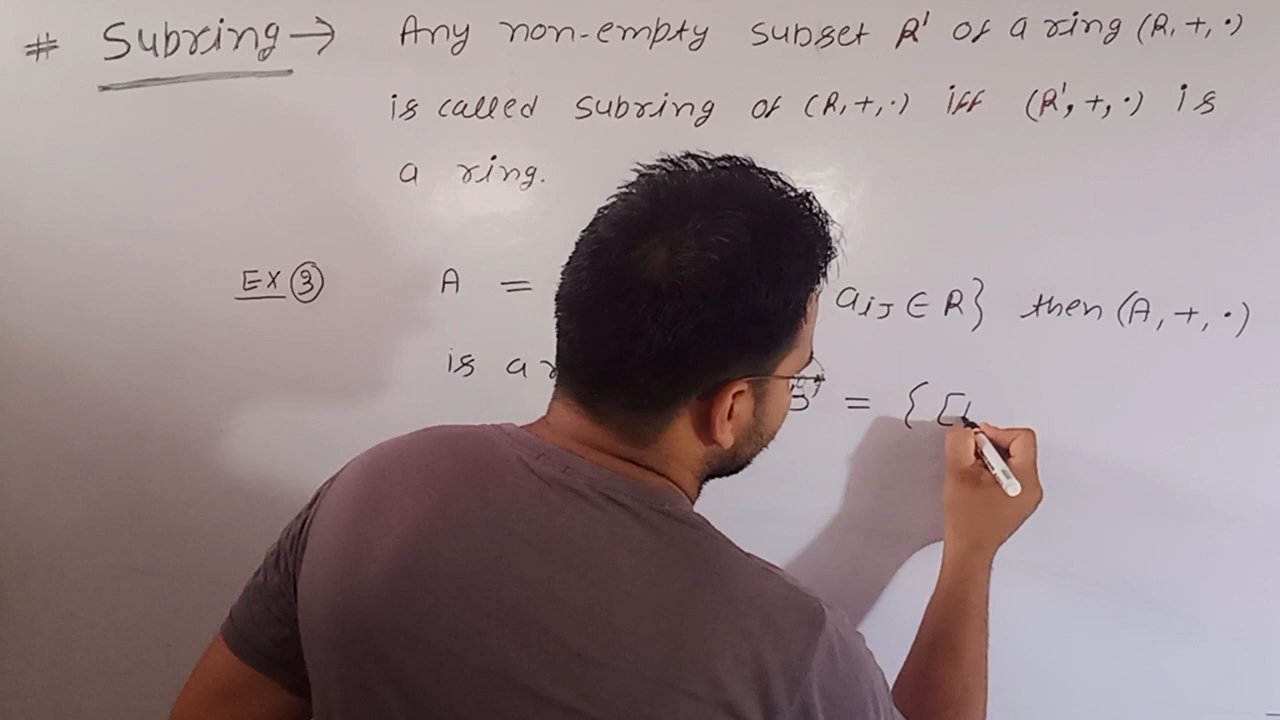 # Subring → Any non-empty subset R' of a ring (R, +, ·)
is called subring of (R, +, ·) iff (R', +, ·) is
a ring.
EX ③ A = aij ∈ R} then (A, +, ·)
is a = { [